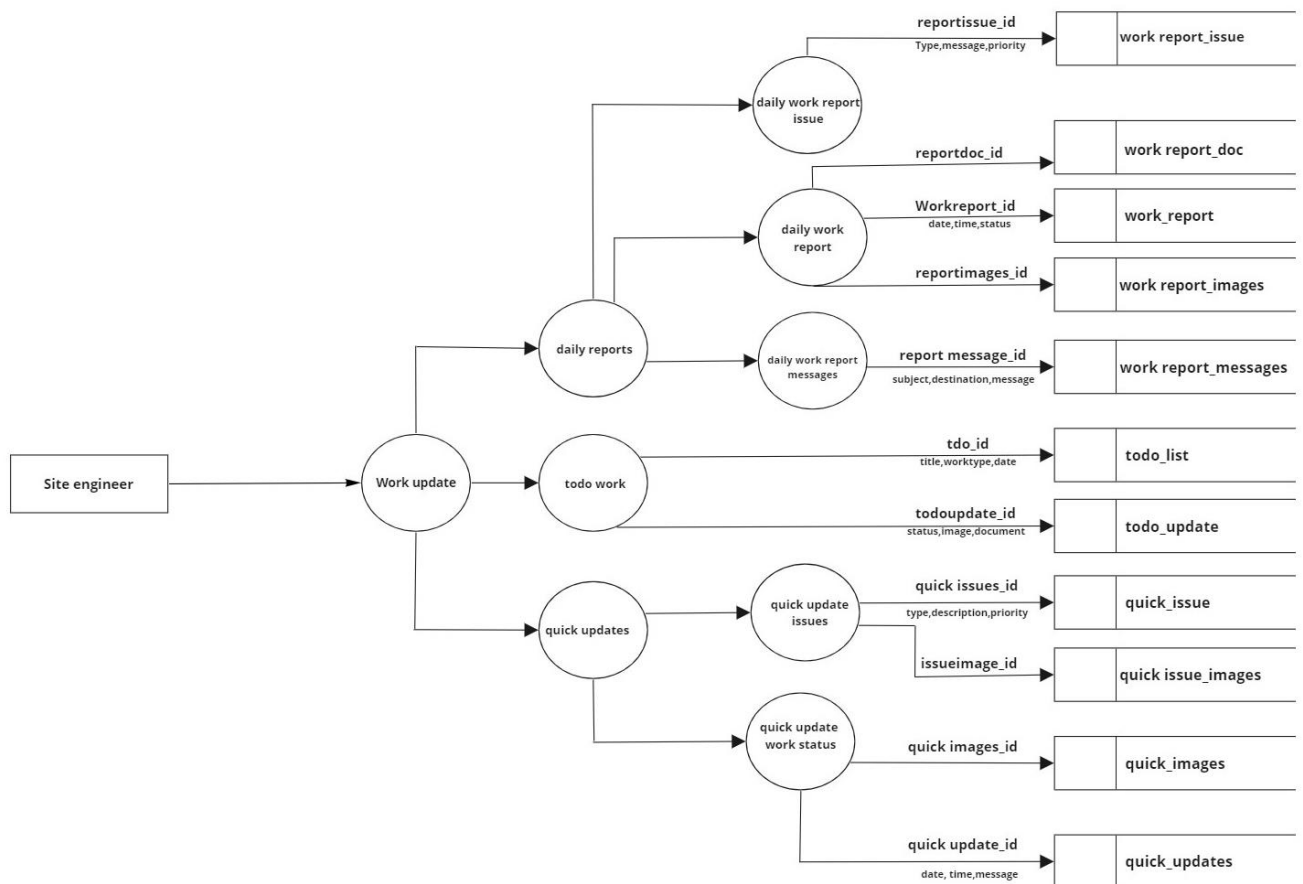 reportissue_id
Type,message,priority
work report_issue
daily work report
issue
reportdoc_id
work report_doc
Workreport_id
date,time,status
work_report
daily work
report
reportimages_id
work report_images
daily reports
daily work report
messages
report message_id
subject,destination,message
work report_messages
Site engineer
Work update
todo work
tdo_id
title,worktype,date
todo_list
todoupdate_id
status,image,document
todo_update
quick updates
quick update
issues
quick issues_id
type,description,priority
quick_issue
issueimage_id
quick issue_images
quick update
work status
quick images_id
quick_images
quick update_id
date, time,message
quick_updates